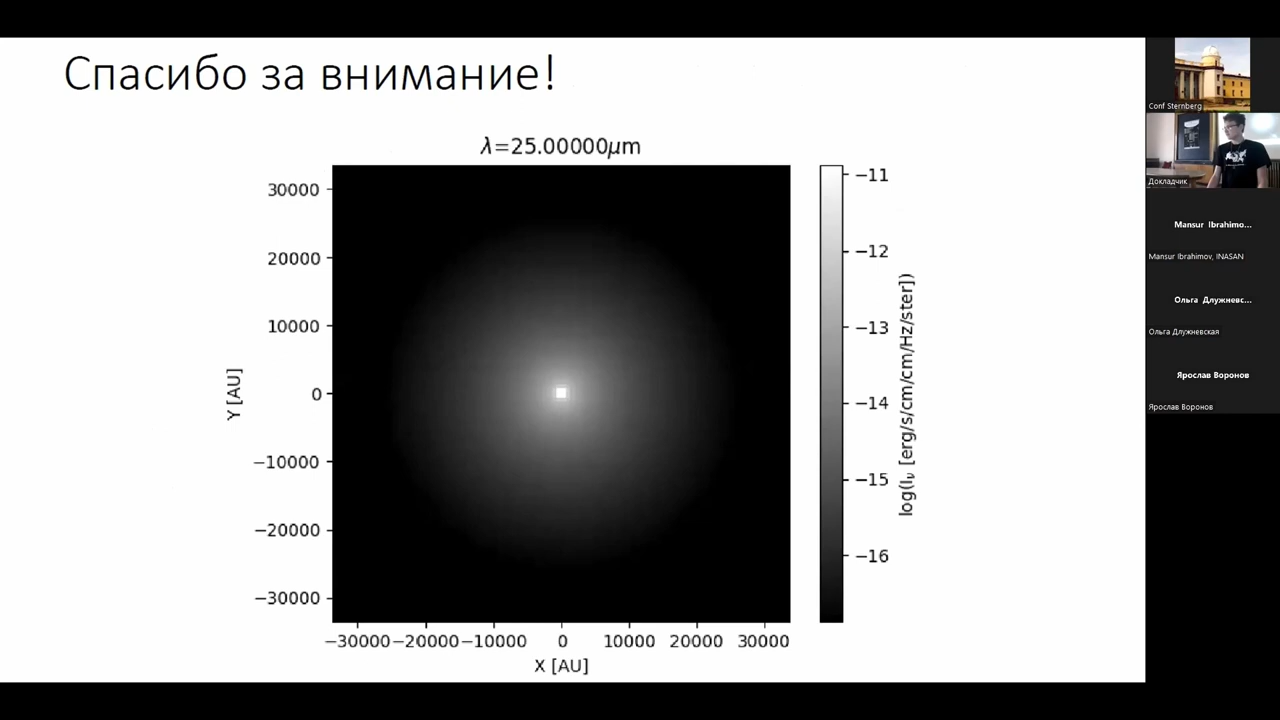 Спасибо за внимание!
λ=25.00000μm
30000
20000
10000
0
−10000
−20000
−30000
Y [AU]
−30000−20000−10000 0 10000 20000 30000
X [AU]
−11
−12
−13
−14
−15
−16
log(Iν [erg/s/cm/cm/Hz/ster])
Conf Sternberg
Докладчик
Mansur Ibrahimo...
Mansur Ibrahimov, INASAN
Ольга Длужневс...
Ольга Длужневская
Ярослав Воронов
Ярослав Воронов